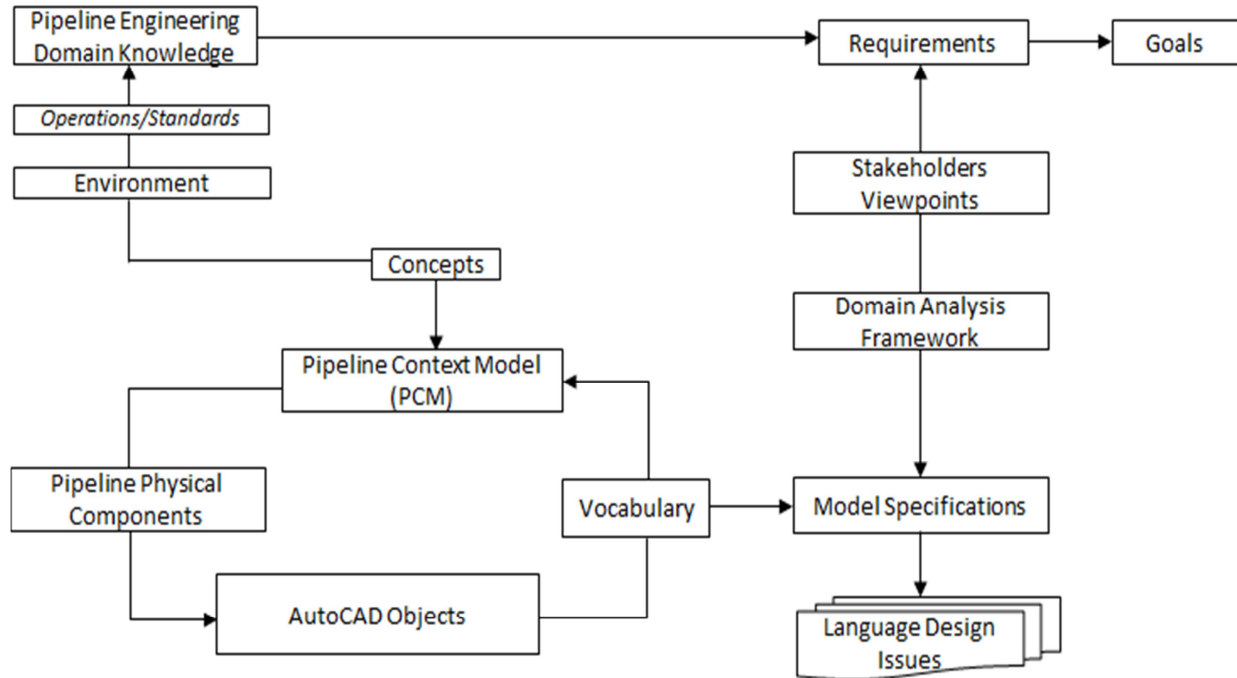 Pipeline Engineering
Domain Knowledge
Requirements
Goals
Operations/Standards
Environment
Stakeholders
Viewpoints
Concepts
Domain Analysis
Framework
Pipeline Context Model
(PCM)
Pipeline Physical
Components
Vocabulary
Model Specifications
AutoCAD Objects
Language Design
Issues